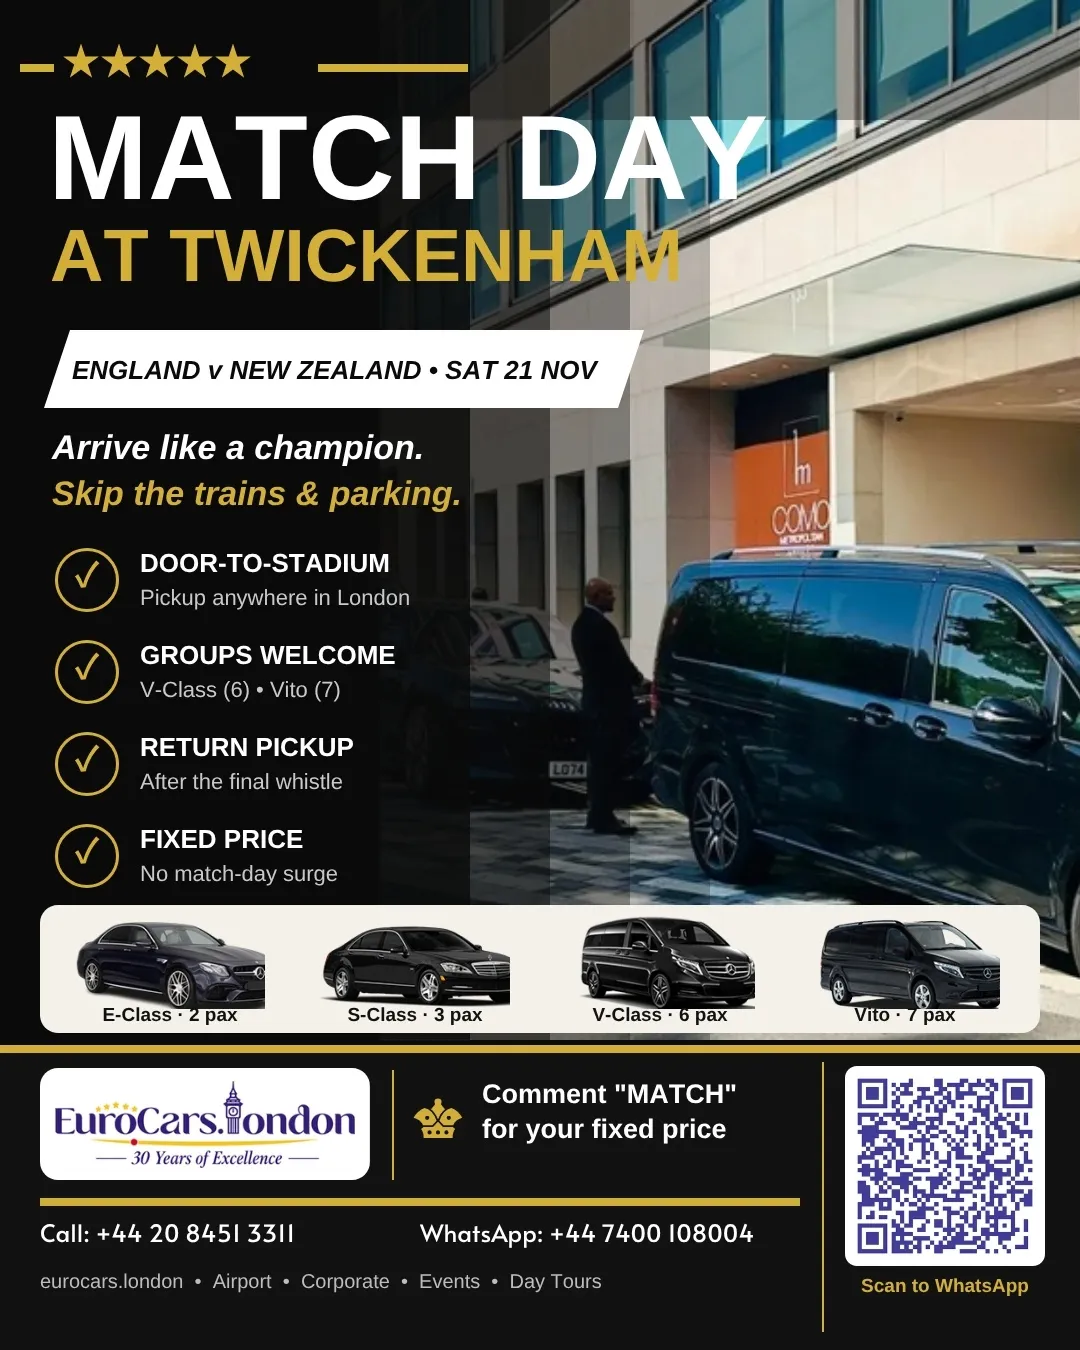 ★★★★★
MATCH DAY
AT TWICKENHAM
ENGLAND v NEW ZEALAND • SAT 21 NOV
Arrive like a champion.
Skip the trains & parking.
DOOR-TO-STADIUM
Pickup anywhere in London
GROUPS WELCOME
V-Class (6) • Vito (7)
RETURN PICKUP
After the final whistle
FIXED PRICE
No match-day surge
COMO
METROPOLITAN
LO74
E-Class · 2 pax
S-Class · 3 pax
V-Class · 6 pax
Vito · 7 pax
EuroCars.london
30 Years of Excellence
Comment "MATCH"
for your fixed price
Call: +44 20 8451 3311
WhatsApp: +44 7400 108004
eurocars.london • Airport • Corporate • Events • Day Tours
Scan to WhatsApp